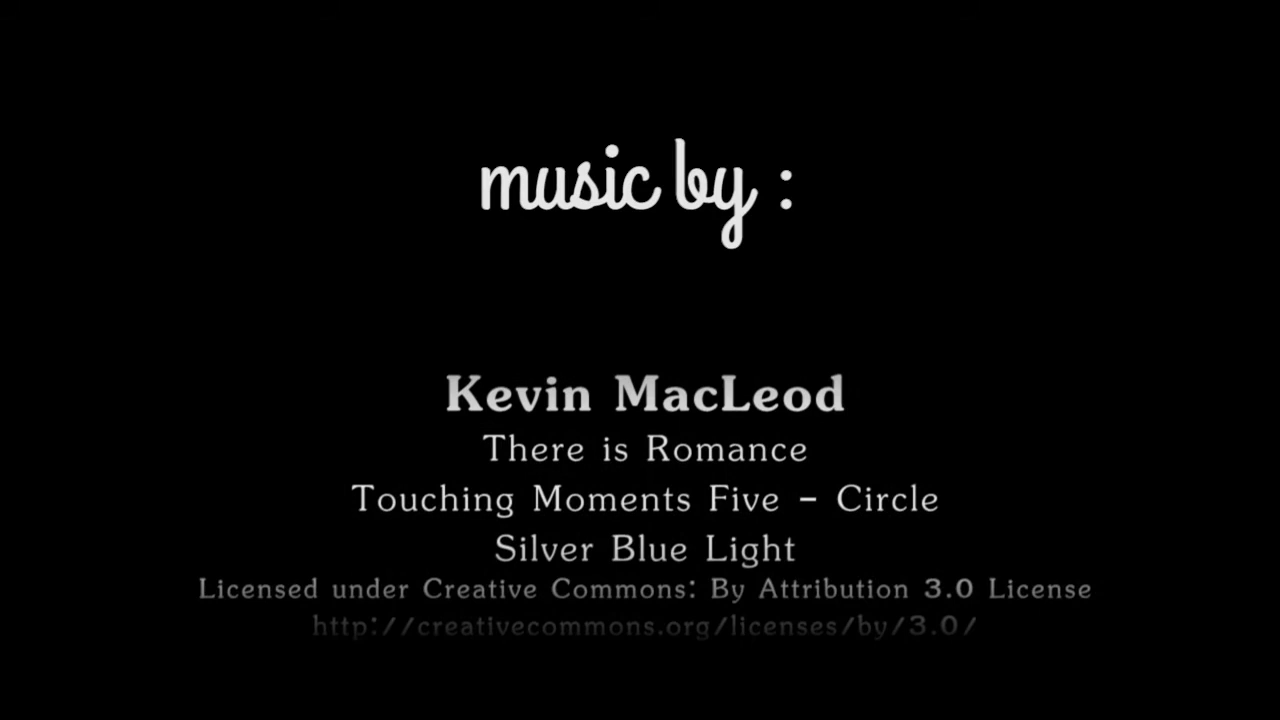 music by :
Kevin MacLeod
There is Romance
Touching Moments Five - Circle
Silver Blue Light
Licensed under Creative Commons: By Attribution 3.0 License
http://creativecommons.org/licenses/by/3.0/